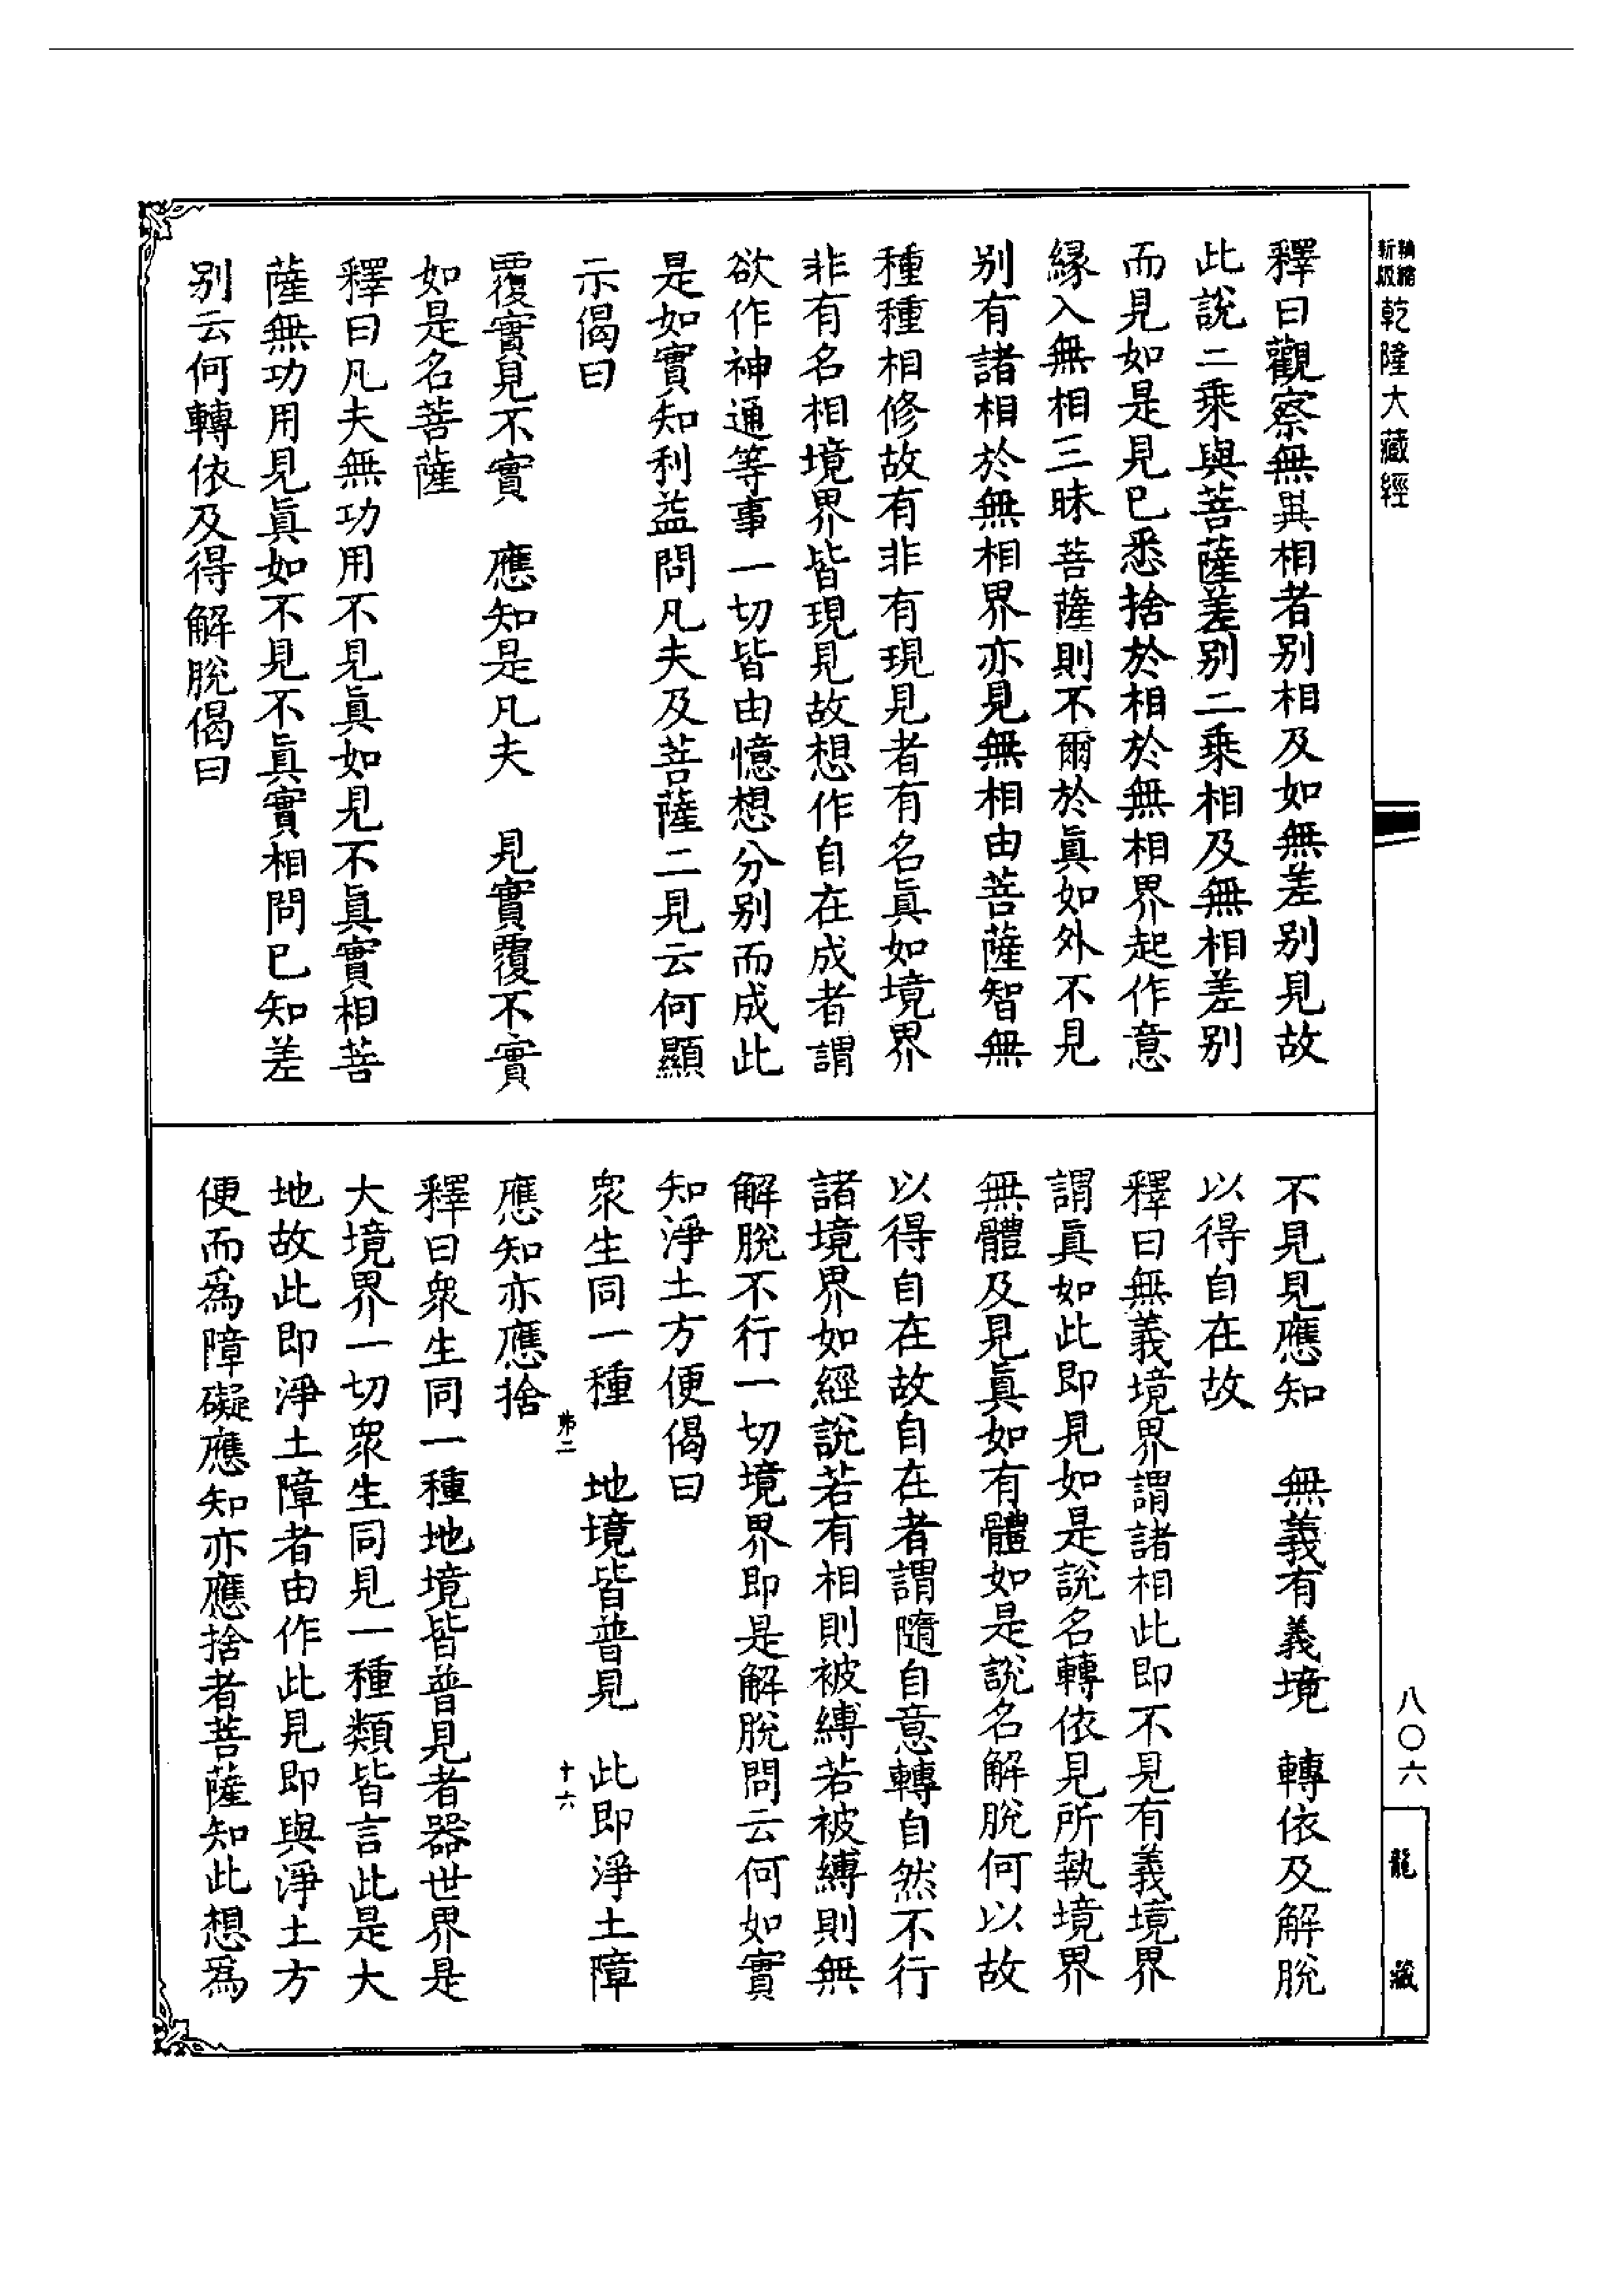 新版 縮輯 乾隆大藏經
釋曰觀察無異相者别相及如無差别見故
此說二乘與菩薩差别二乘相及無相差别
而見如是見已悉捨於相於無相界起作意
緣入無相三昧菩薩則不爾於眞如外不見
别有諸相於無相界亦見無相由菩薩智無
種種相修故有非有現見者有名眞如境界
非有名相境界皆現見故想作自在成者謂
欲作神通等事一切皆由憶想分别而成此
是如實知利益問凡夫及菩薩二見云何顯
示偈曰
覆實見不實　應知是凡夫　見實覆不實
如是名菩薩
釋曰凡夫無功用不見眞如見不眞實相菩
薩無功用見眞如不見不眞實相問已知差
别云何轉依及得解脫偈曰
不見見應知　無義有義境　轉依及解脫
以得自在故
釋曰無義境界謂諸相此即不見有義境界
謂眞如此即見如是說名轉依見所執境界
無體及見眞如有體如是說名解脫何以故
以得自在故自在者謂隨自意轉自然不行
諸境界如經說若有相則被縛若被縛則無
解脫不行一切境界即是解脫問云何如實
知淨土方便偈曰
衆生同一種　地境皆普見　此即淨土障
第二　十六
應知亦應捨
釋曰衆生同一種地境皆普見者器世界是
大境界一切衆生同見一種類皆言此是大
地故此即淨土障者由作此見即與淨土方
便而爲障礙應知亦應捨者菩薩知此想爲
八〇六
龍藏